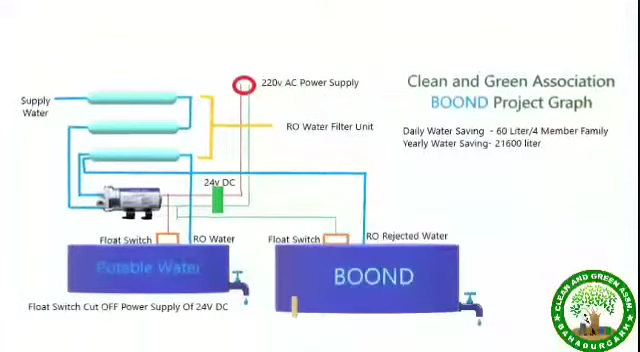 Clean and Green Association
BOOND Project Graph
Daily Water Saving - 60 Liter/4 Member Family
Yearly Water Saving- 21600 liter
220v AC Power Supply
Supply
Water
RO Water Filter Unit
24v DC
Float Switch
RO Water
Float Switch
RO Rejected Water
Potable Water
BOOND
Float Switch Cut OFF Power Supply Of 24V DC
CLEAN AND GREEN ASSN.
BAHADURGARH